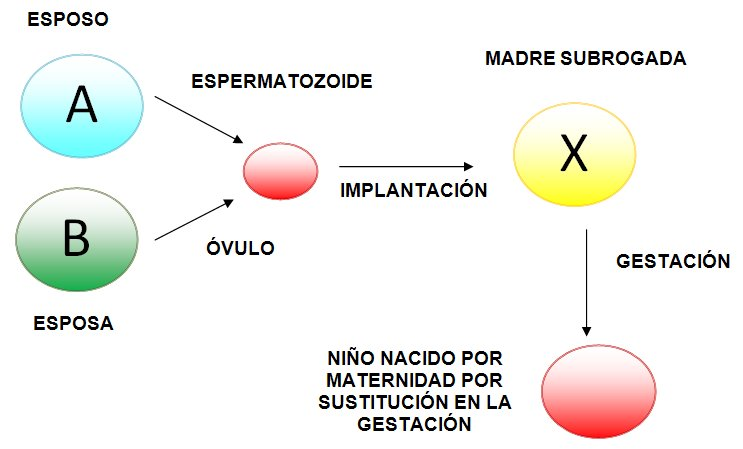 ESPOSO
A
ESPERMATOZOIDE
MADRE SUBROGADA
X
IMPLANTACIÓN
B
ÓVULO
ESPOSA
GESTACIÓN
NIÑO NACIDO POR
MATERNIDAD POR
SUSTITUCIÓN EN LA
GESTACIÓN